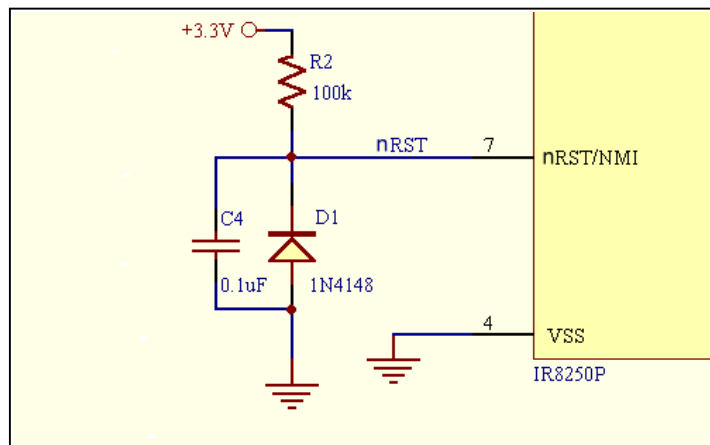 +3.3V
R2
100k
nRST
7
nRST/NMI
C4
D1
0.1uF
1N4148
4
VSS
IR8250P